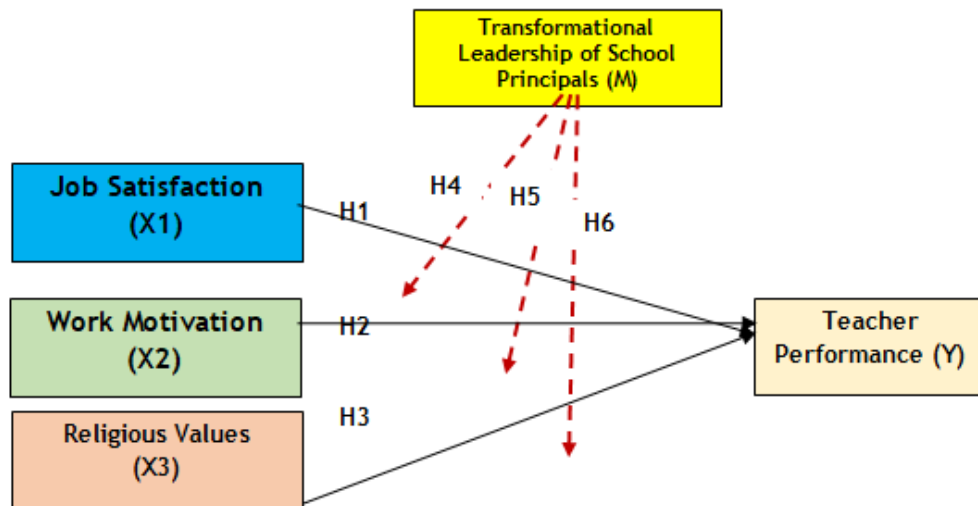 Transformational
Leadership of School
Principals (M)
Job Satisfaction
(X1)
H4
H5
H1
H6
Work Motivation
(X2)
H2
Teacher
Performance (Y)
Religious Values
(X3)
H3